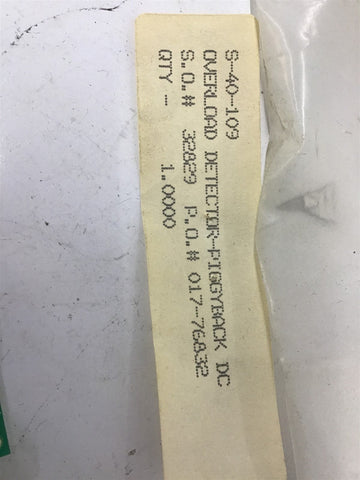 S-40-109
OVERLOAD DETECTOR-PIGGYBACK DC
S.O.# 32829 P.O.# 017-76832
QTY - 1.0000